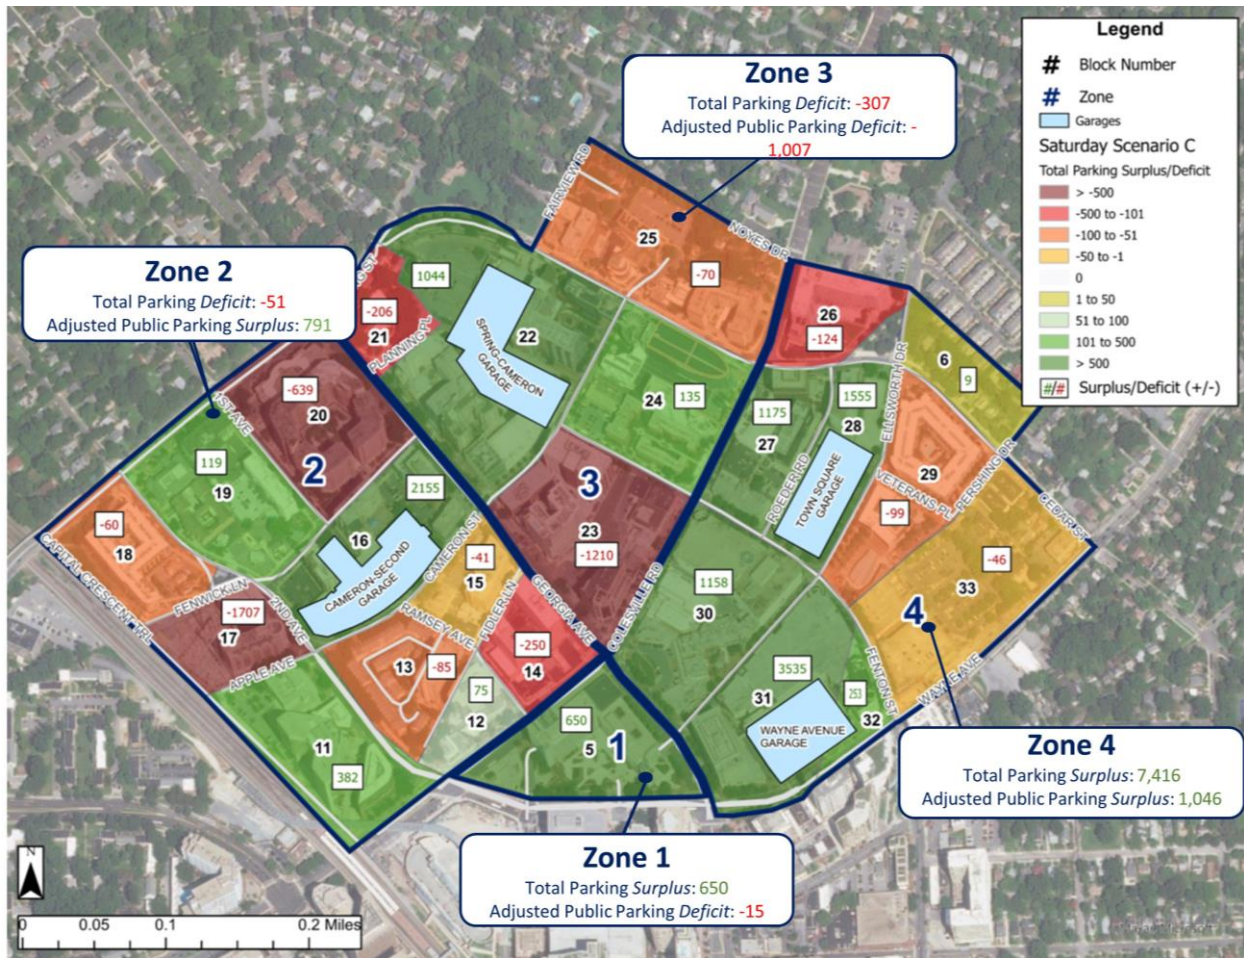 Legend
# Block Number
# Zone
Garages
Saturday Scenario C
Total Parking Surplus/Deficit
> -500
-500 to -101
-100 to -51
-50 to -1
0
1 to 50
51 to 100
101 to 500
> 500
#/# Surplus/Deficit (+/-)
Zone 3
Total Parking Deficit: -307
Adjusted Public Parking Deficit: -
1,007
Zone 2
Total Parking Deficit: -51
Adjusted Public Parking Surplus: 791
FAIRVIEW RD
NOYES DR
25
-70
1044
-206
21
PLANNING PL
SPRING-CAMERON
GARAGE
22
26
-124
6
9
ELLSWORTH DR
-639
20
1ST AVE
24
135
1175
27
1555
28
119
19
2
2155
3
23
-1210
ROEDER RD
TOWN SQUARE
GARAGE
29
VETERANS PL
-99
PERSHING DR
CEDAR ST
-60
18
16
CAMERON-SECOND
GARAGE
CAMERON ST
-41
15
CAPITAL CRESCENT TRL
FENWICK LN
2ND AVE
-1707
17
APPLE AVE
RAMSEY AVE
FIDLER LN
GEORGIA AVE
COLESVILLE RD
1158
30
-46
33
4
13
-85
-250
14
75
12
3535
31
253
32
FENTON ST
WAYNE AVE
WAYNE AVENUE
GARAGE
11
382
650
5
1
Zone 4
Total Parking Surplus: 7,416
Adjusted Public Parking Surplus: 1,046
Zone 1
Total Parking Surplus: 650
Adjusted Public Parking Deficit: -15
N
0 0.05 0.1 0.2 Miles